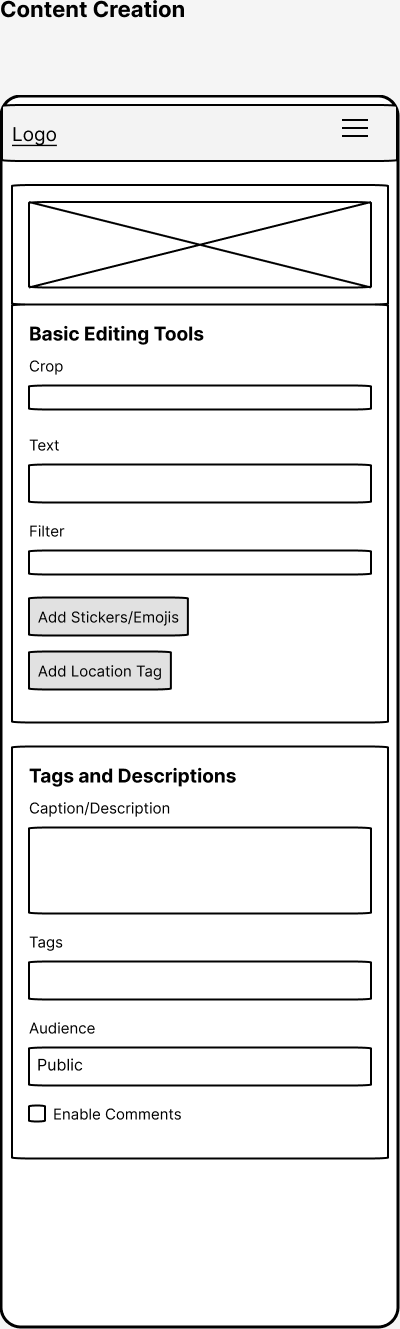 Content Creation
Logo
Basic Editing Tools
Crop
Text
Filter
Add Stickers/Emojis
Add Location Tag
Tags and Descriptions
Caption/Description
Tags
Audience
Public
Enable Comments